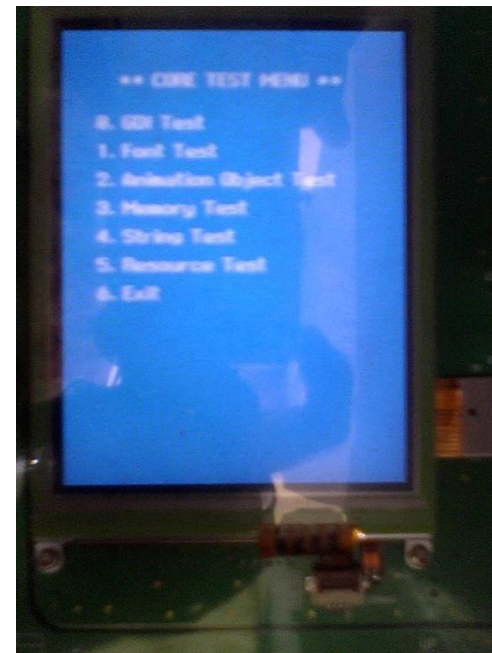 ** CORE TEST MENU **
0. GDI Test
1. Font Test
2. Animation Object Test
3. Memory Test
4. String Test
5. Resource Test
6. Exit